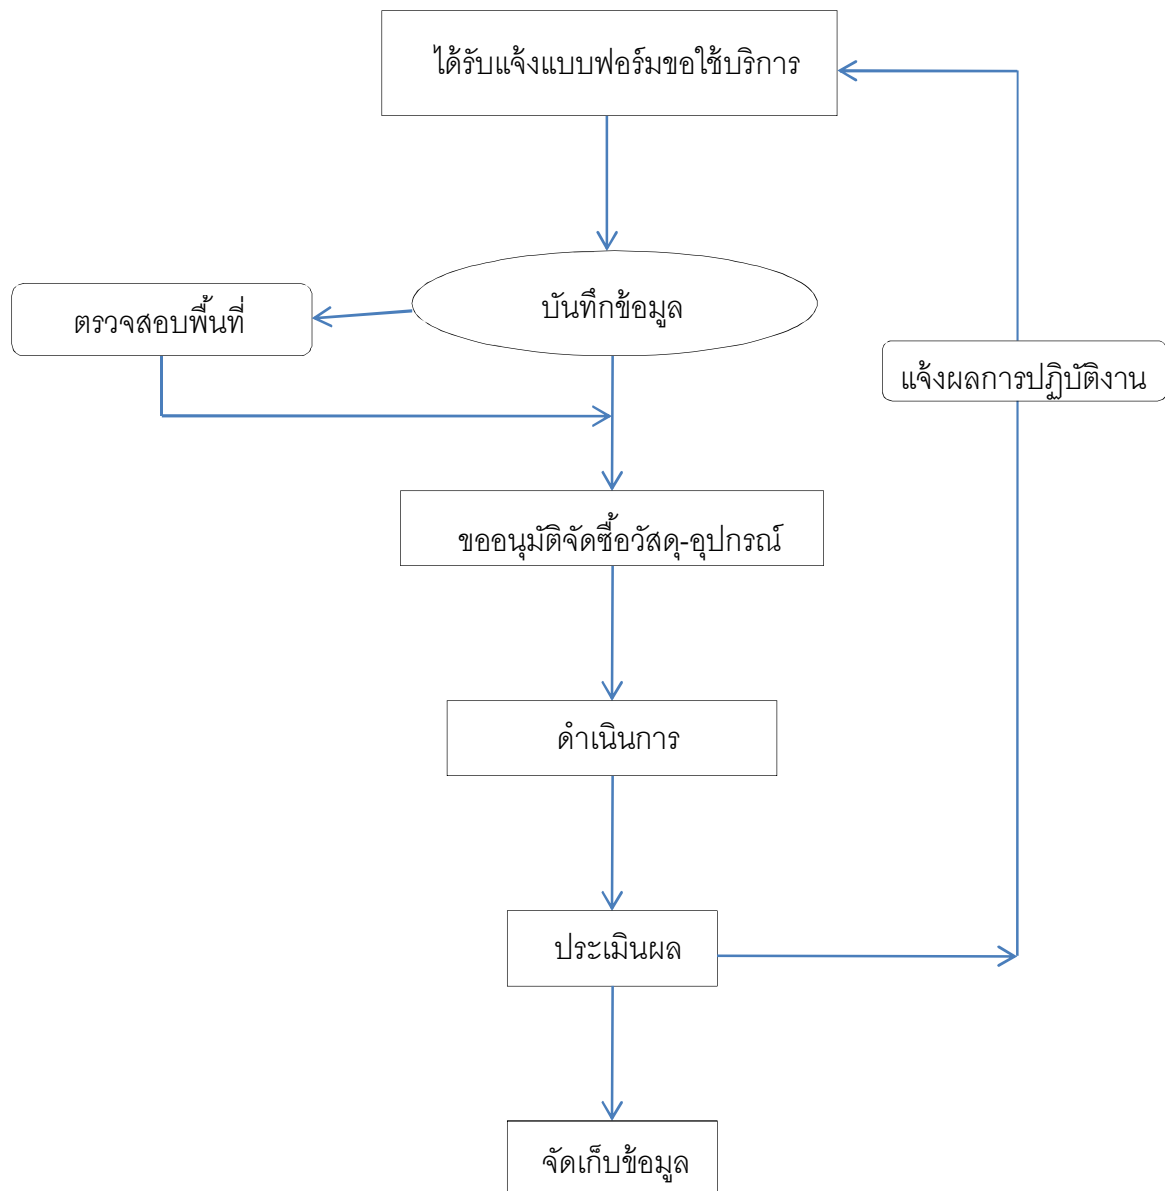 ได้รับแจ้งแบบฟอร์มขอใช้บริการ
บันทึกข้อมูล
ตรวจสอบพื้นที่
แจ้งผลการปฏิบัติงาน
ขออนุมัติจัดซื้อวัสดุ-อุปกรณ์
ดำเนินการ
ประเมินผล
จัดเก็บข้อมูล